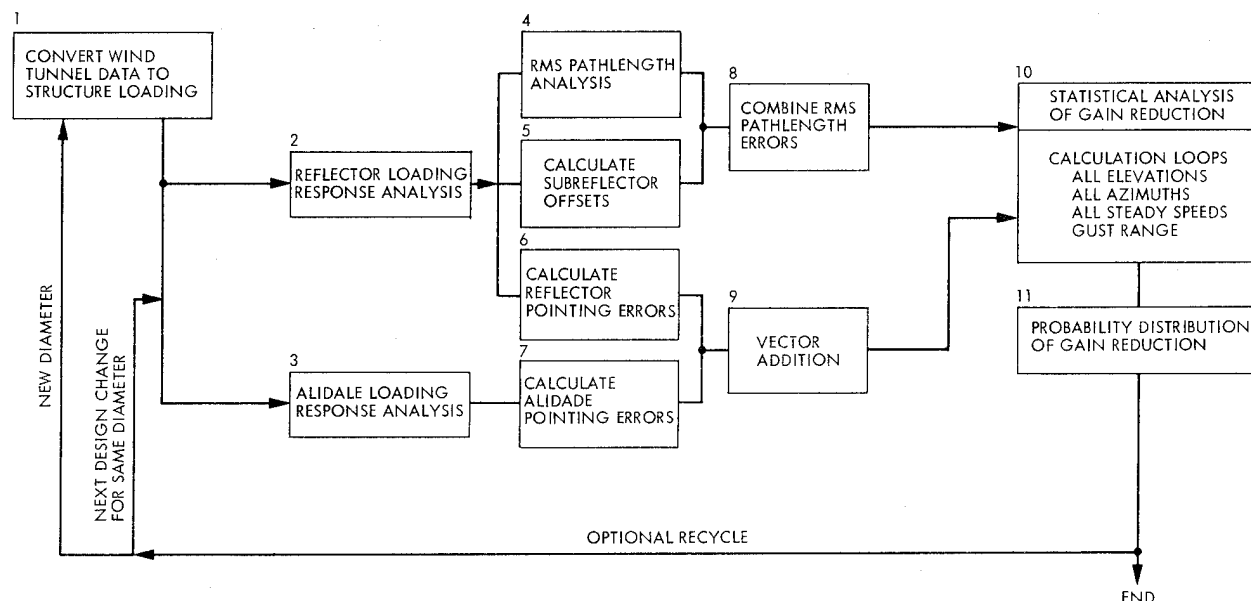 1
CONVERT WIND
TUNNEL DATA TO
STRUCTURE LOADING
2
REFLECTOR LOADING
RESPONSE ANALYSIS
3
ALIDALE LOADING
RESPONSE ANALYSIS
4
RMS PATHLENGTH
ANALYSIS
5
CALCULATE
SUBREFLECTOR
OFFSETS
6
CALCULATE
REFLECTOR
POINTING ERRORS
7
CALCULATE
ALIDADE
POINTING ERRORS
8
COMBINE RMS
PATHLENGTH
ERRORS
9
VECTOR
ADDITION
10
STATISTICAL ANALYSIS
OF GAIN REDUCTION
CALCULATION LOOPS
ALL ELEVATIONS
ALL AZIMUTHS
ALL STEADY SPEEDS
GUST RANGE
11
PROBABILITY DISTRIBUTION
OF GAIN REDUCTION
NEW DIAMETER
NEXT DESIGN CHANGE
FOR SAME DIAMETER
OPTIONAL RECYCLE
END